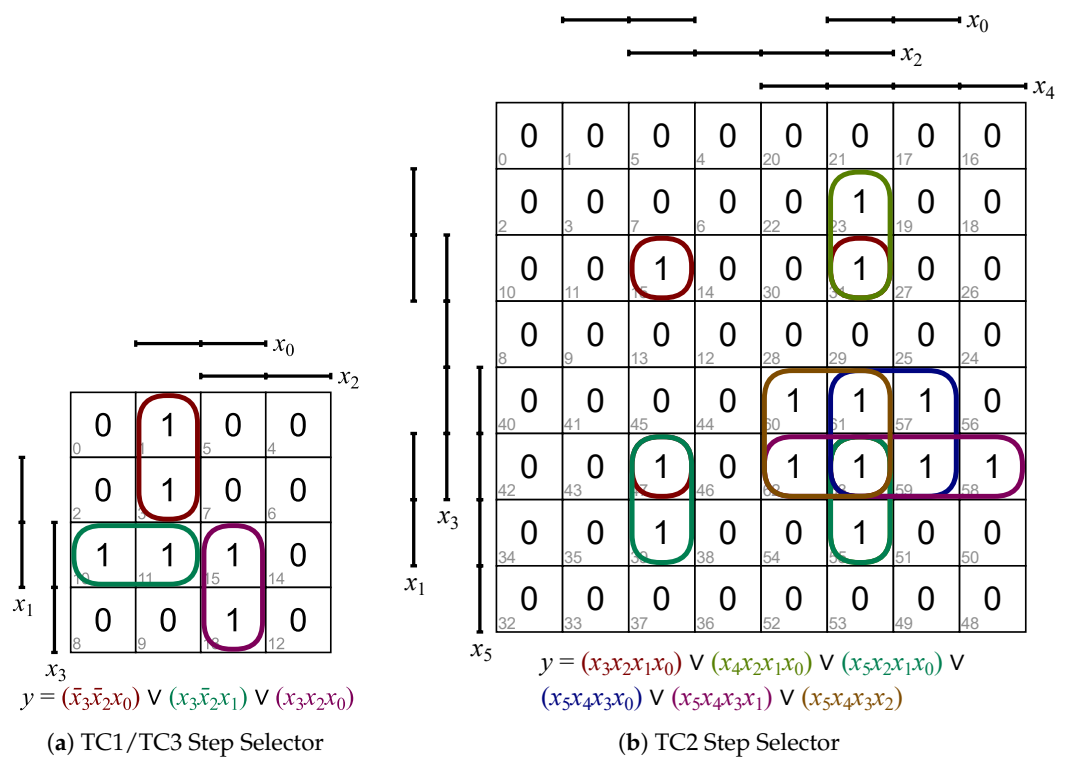 x₀
x₂
0 1 0 0
0 1 5 4
0 1 0 0
2 3 7 6
1 1 1 0
10 11 15 14
0 0 1 0
8 9 13 12
x₁
x₃
y = (x̄₃x̄₂x₀) ∨ (x₃x̄₂x₁) ∨ (x₃x₂x₀)
(a) TC1/TC3 Step Selector
x₀
x₂
x₄
0 0 0 0 0 0 0 0
0 1 5 4 20 21 17 16
0 0 0 0 0 1 0 0
2 3 7 6 22 23 19 18
0 0 1 0 0 1 0 0
10 11 15 14 30 31 27 26
0 0 0 0 0 0 0 0
8 9 13 12 28 29 25 24
0 0 0 0 1 1 1 0
40 41 45 44 60 61 57 56
0 0 1 0 1 1 1 1
42 43 47 46 62 59 58
0 0 1 0 0 1 0 0
34 35 39 38 54 55 51 50
0 0 0 0 0 0 0 0
32 33 37 36 52 53 49 48
x₃
x₁
x₅
y = (x₃x₂x₁x₀) ∨ (x₄x₂x₁x₀) ∨ (x₅x₂x₁x₀) ∨
(x₅x₄x₃x₀) ∨ (x₅x₄x₃x₁) ∨ (x₅x₄x₃x₂)
(b) TC2 Step Selector